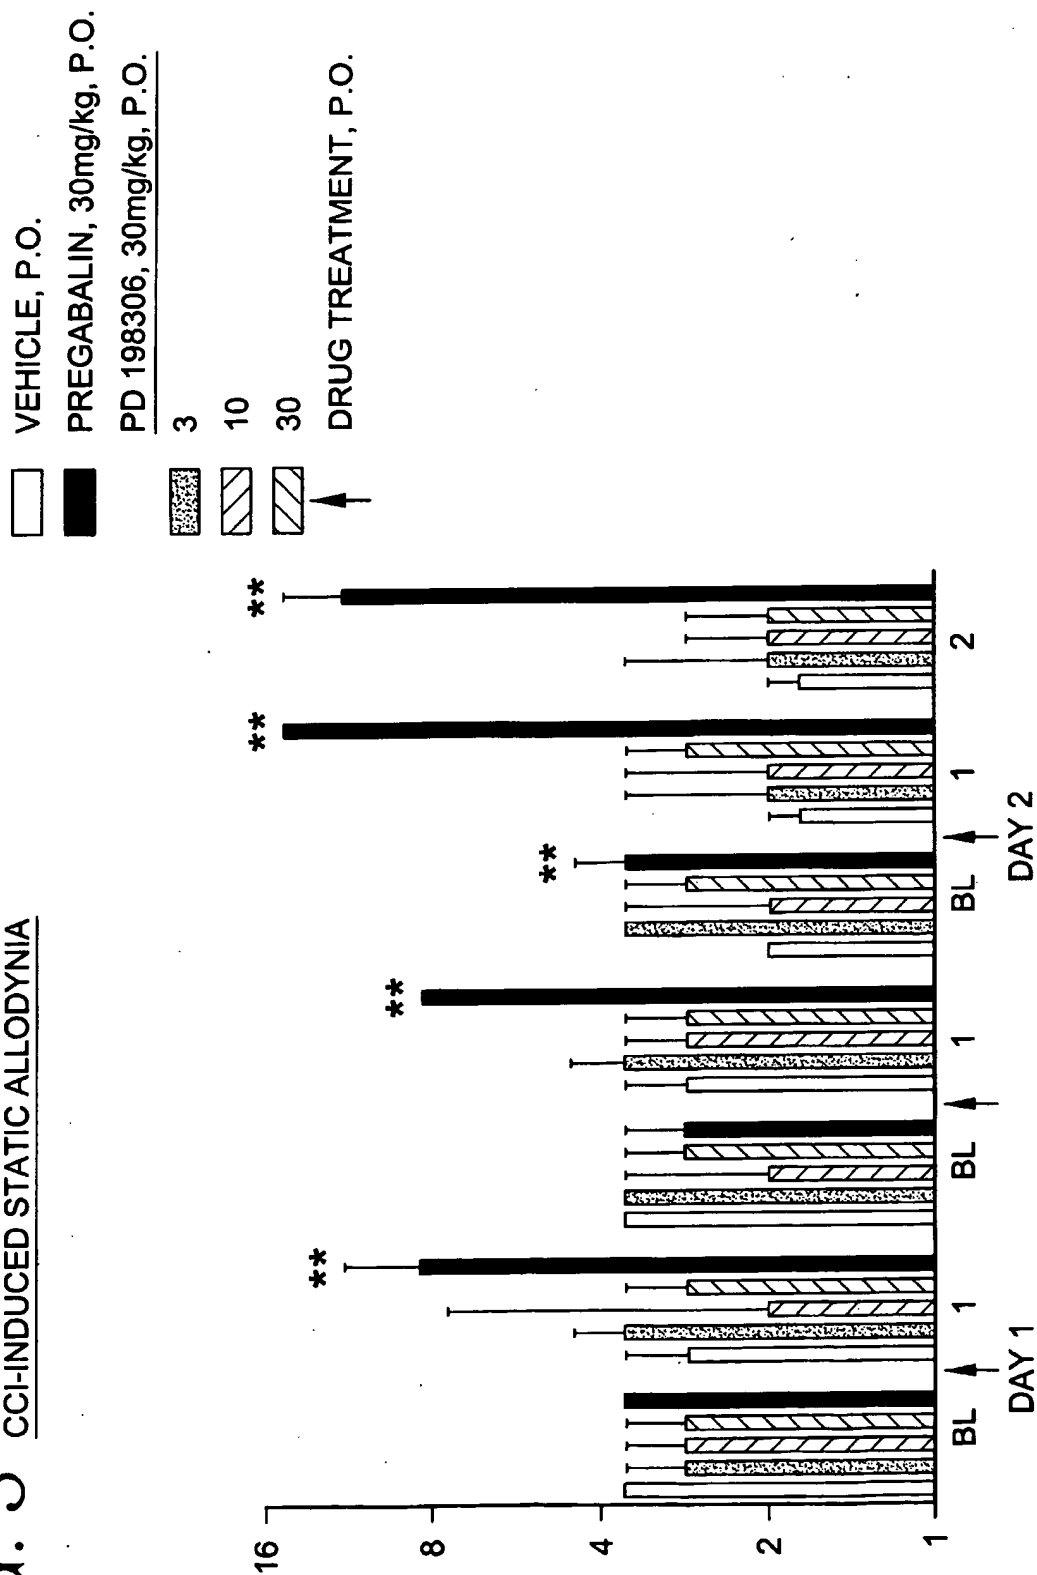 CCI-INDUCED STATIC ALLODYNIA
VEHICLE, P.O.
PREGABALIN, 30mg/kg, P.O.
PD 198306, 30mg/kg, P.O.
3
10
30
DRUG TREATMENT, P.O.
16
8
4
2
1
** ** ** ** **
BL 1 BL 1 BL 1 2
DAY 1 DAY 2